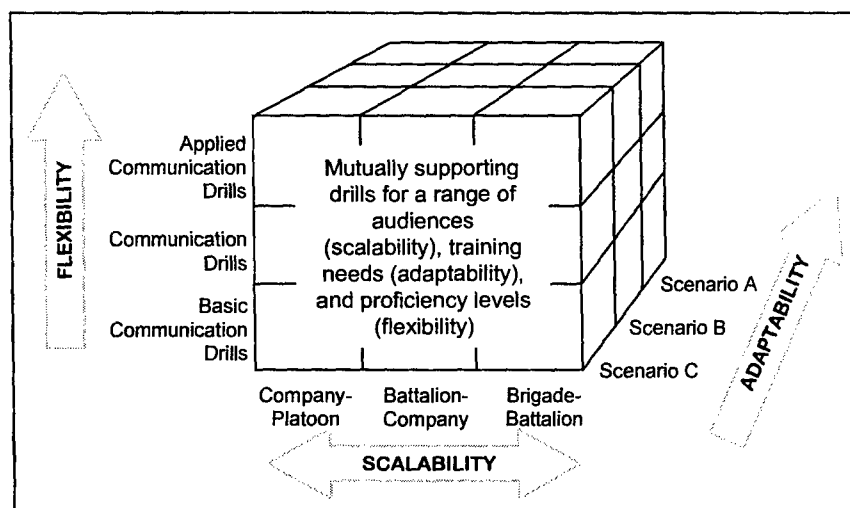 FLEXIBILITY
Applied
Communication
Drills
Communication
Drills
Basic
Communication
Drills
Mutually supporting
drills for a range of
audiences
(scalability), training
needs (adaptability),
and proficiency levels
(flexibility)
Scenario A
Scenario B
Scenario C
ADAPTABILITY
Company-
Platoon
Battalion-
Company
Brigade-
Battalion
SCALABILITY